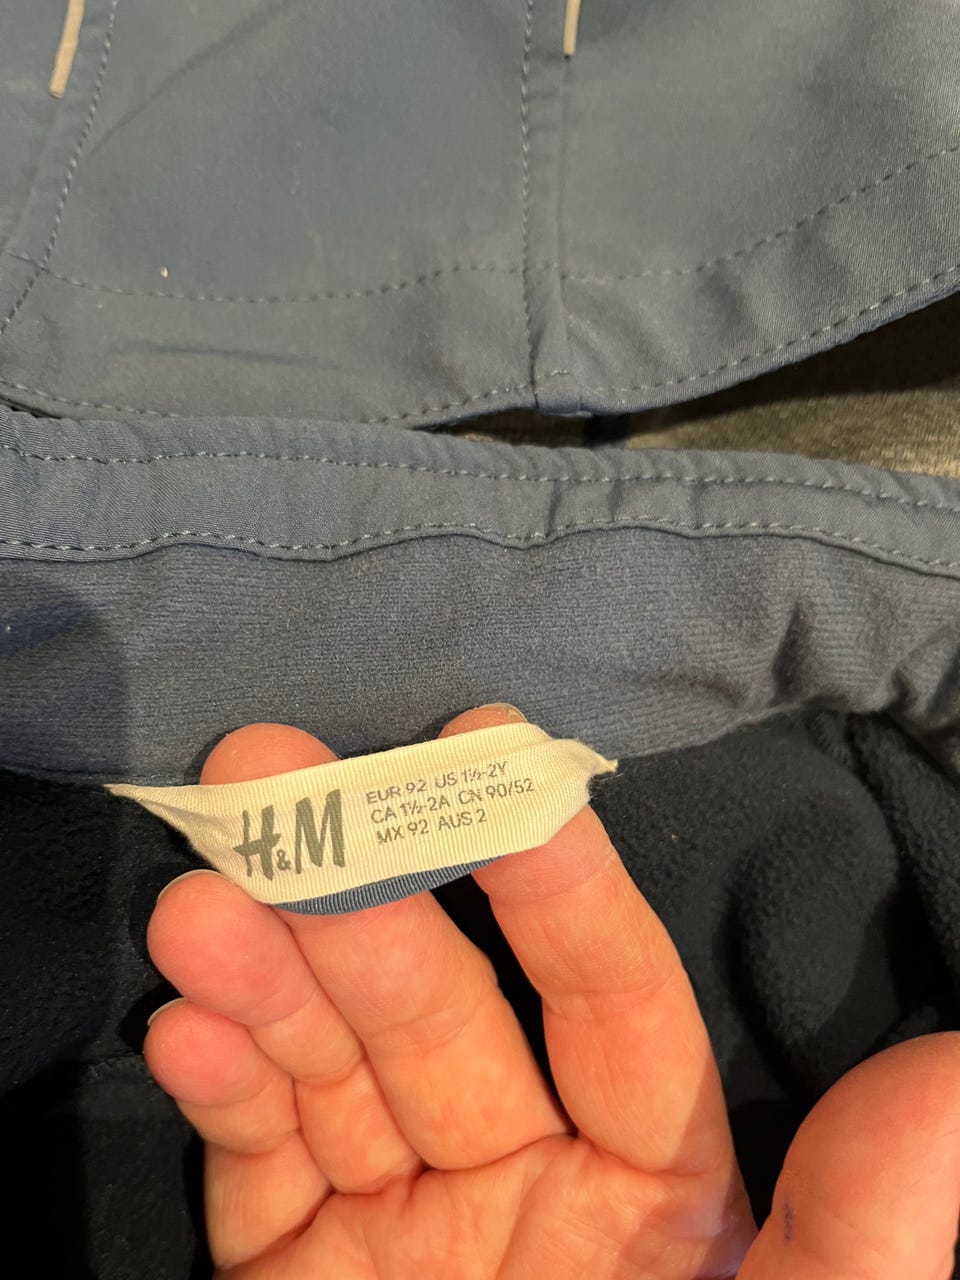 H&M
EUR 92 US 1½-2Y
CA 1½-2A CN 90/52
MX 92 AUS 2